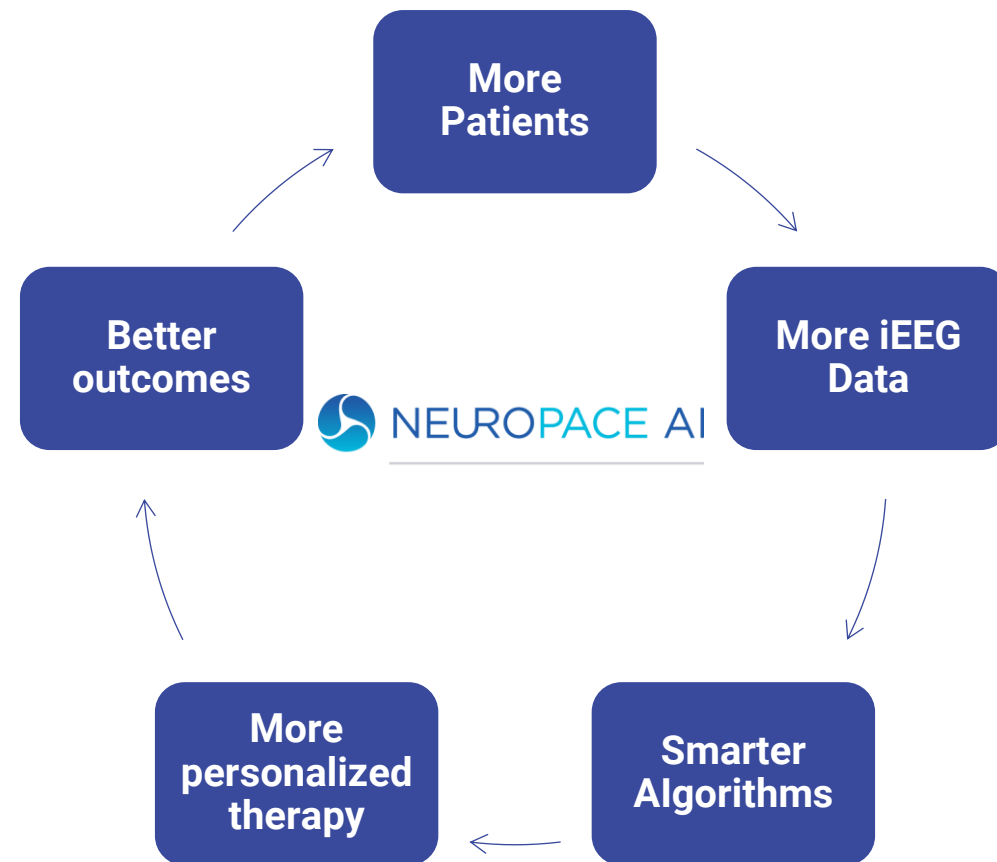 More
Patients
More iEEG
Data
Smarter
Algorithms
More
personalized
therapy
Better
outcomes
NEUROPACE AI